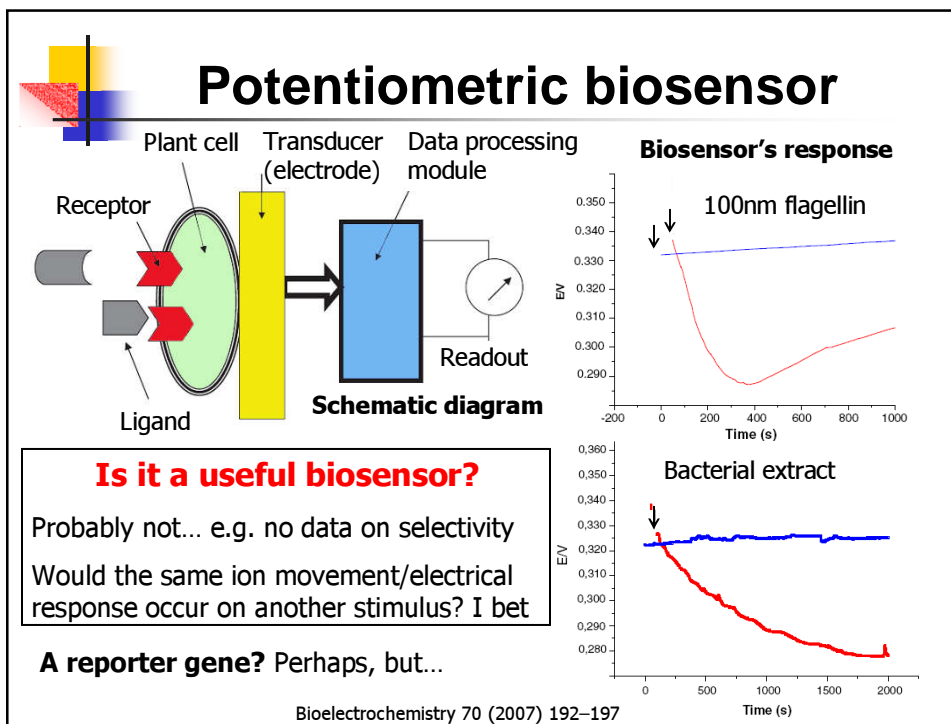 Potentiometric biosensor
Plant cell
Transducer
(electrode)
Data processing
module
Receptor
Ligand
Readout
Schematic diagram
Biosensor's response
100nm flagellin
0,350
0,340
0,330
0,320
0,310
0,300
0,290
E/V
-200
0
200
400
600
800
1000
Time (s)
Is it a useful biosensor?
Probably not… e.g. no data on selectivity
Would the same ion movement/electrical
response occur on another stimulus? I bet
A reporter gene? Perhaps, but…
Bacterial extract
0,360
0,350
0,340
0,330
0,320
0,310
0,300
0,290
0,280
E/V
0
500
1000
1500
2000
Time (s)
Bioelectrochemistry 70 (2007) 192–197